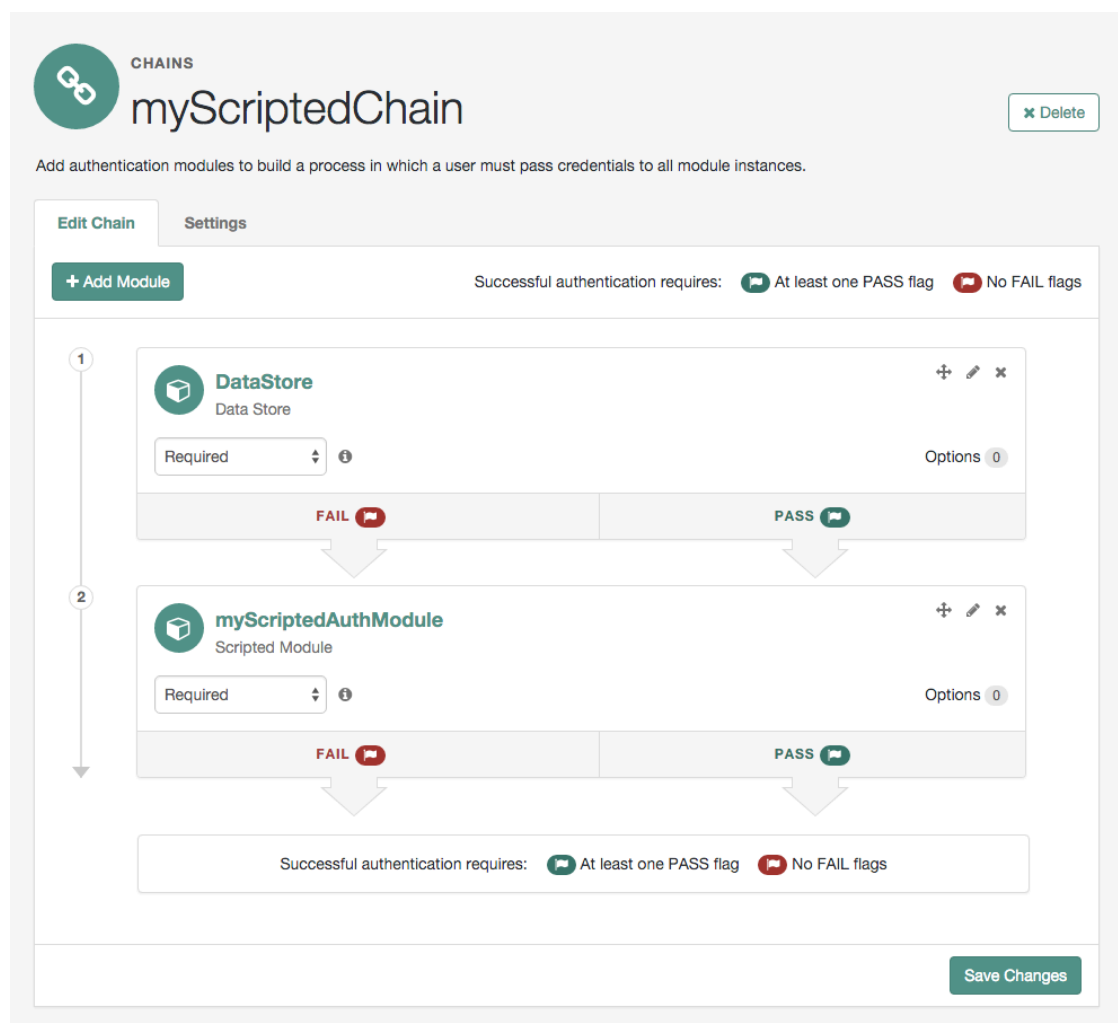 CHAINS
myScriptedChain
Delete
Add authentication modules to build a process in which a user must pass credentials to all module instances.
Edit Chain Settings
+ Add Module Successful authentication requires: At least one PASS flag No FAIL flags
1
DataStore
Data Store
Required Options 0
FAIL PASS
2
myScriptedAuthModule
Scripted Module
Required Options 0
FAIL PASS
Successful authentication requires: At least one PASS flag No FAIL flags
Save Changes